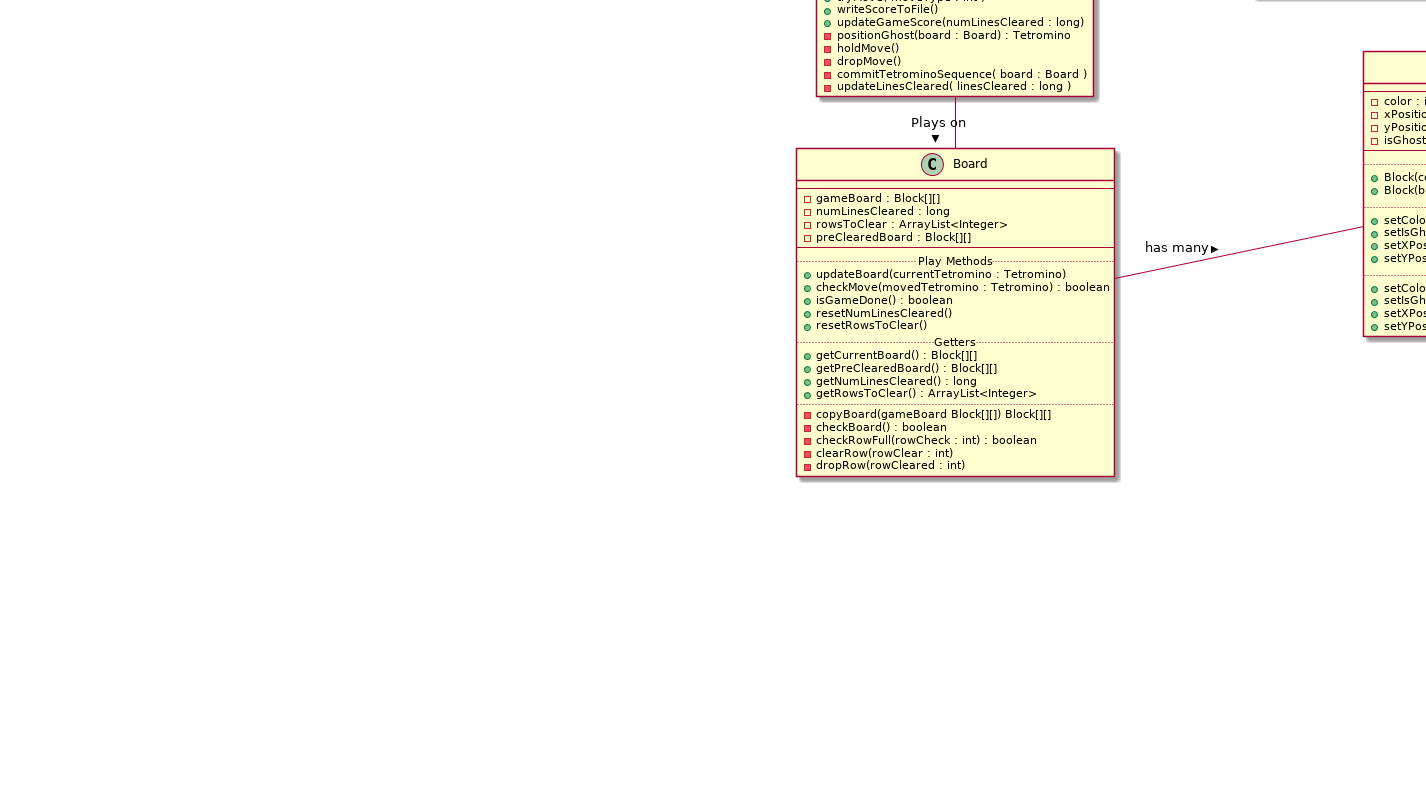 writeScoreToFile()
updateGameScore(numLinesCleared : long)
positionGhost(board : Board) : Tetromino
holdMove()
dropMove()
commitTetrominoSequence( board : Board )
updateLinesCleared( linesCleared : long )
Plays on
C Board
gameBoard : Block[][]
numLinesCleared : long
rowsToClear : ArrayList<Integer>
preClearedBoard : Block[][]
Play Methods
updateBoard(currentTetromino : Tetromino)
checkMove(movedTetromino : Tetromino) : boolean
isGameDone() : boolean
resetNumLinesCleared()
resetRowsToClear()
Getters
getCurrentBoard() : Block[][]
getPreClearedBoard() : Block[][]
getNumLinesCleared() : long
getRowsToClear() : ArrayList<Integer>
copyBoard(gameBoard Block[][]) Block[][]
checkBoard() : boolean
checkRowFull(rowCheck : int) : boolean
clearRow(rowClear : int)
dropRow(rowCleared : int)
has many
color :
xPositio
yPositio
isGhost
Block(c
Block(b
setColo
setIsGh
setXPos
setYPos
setColo
setIsGh
setXPos
setYPos